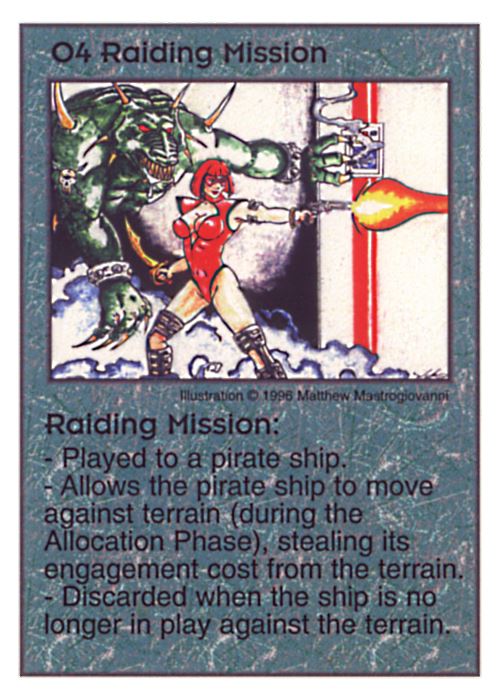 O4 Raiding Mission
Illustration © 1996 Matthew Mastrogiovanni
Raiding Mission:
- Played to a pirate ship.
- Allows the pirate ship to move
against terrain (during the
Allocation Phase), stealing its
engagement cost from the terrain.
- Discarded when the ship is no
longer in play against the terrain.